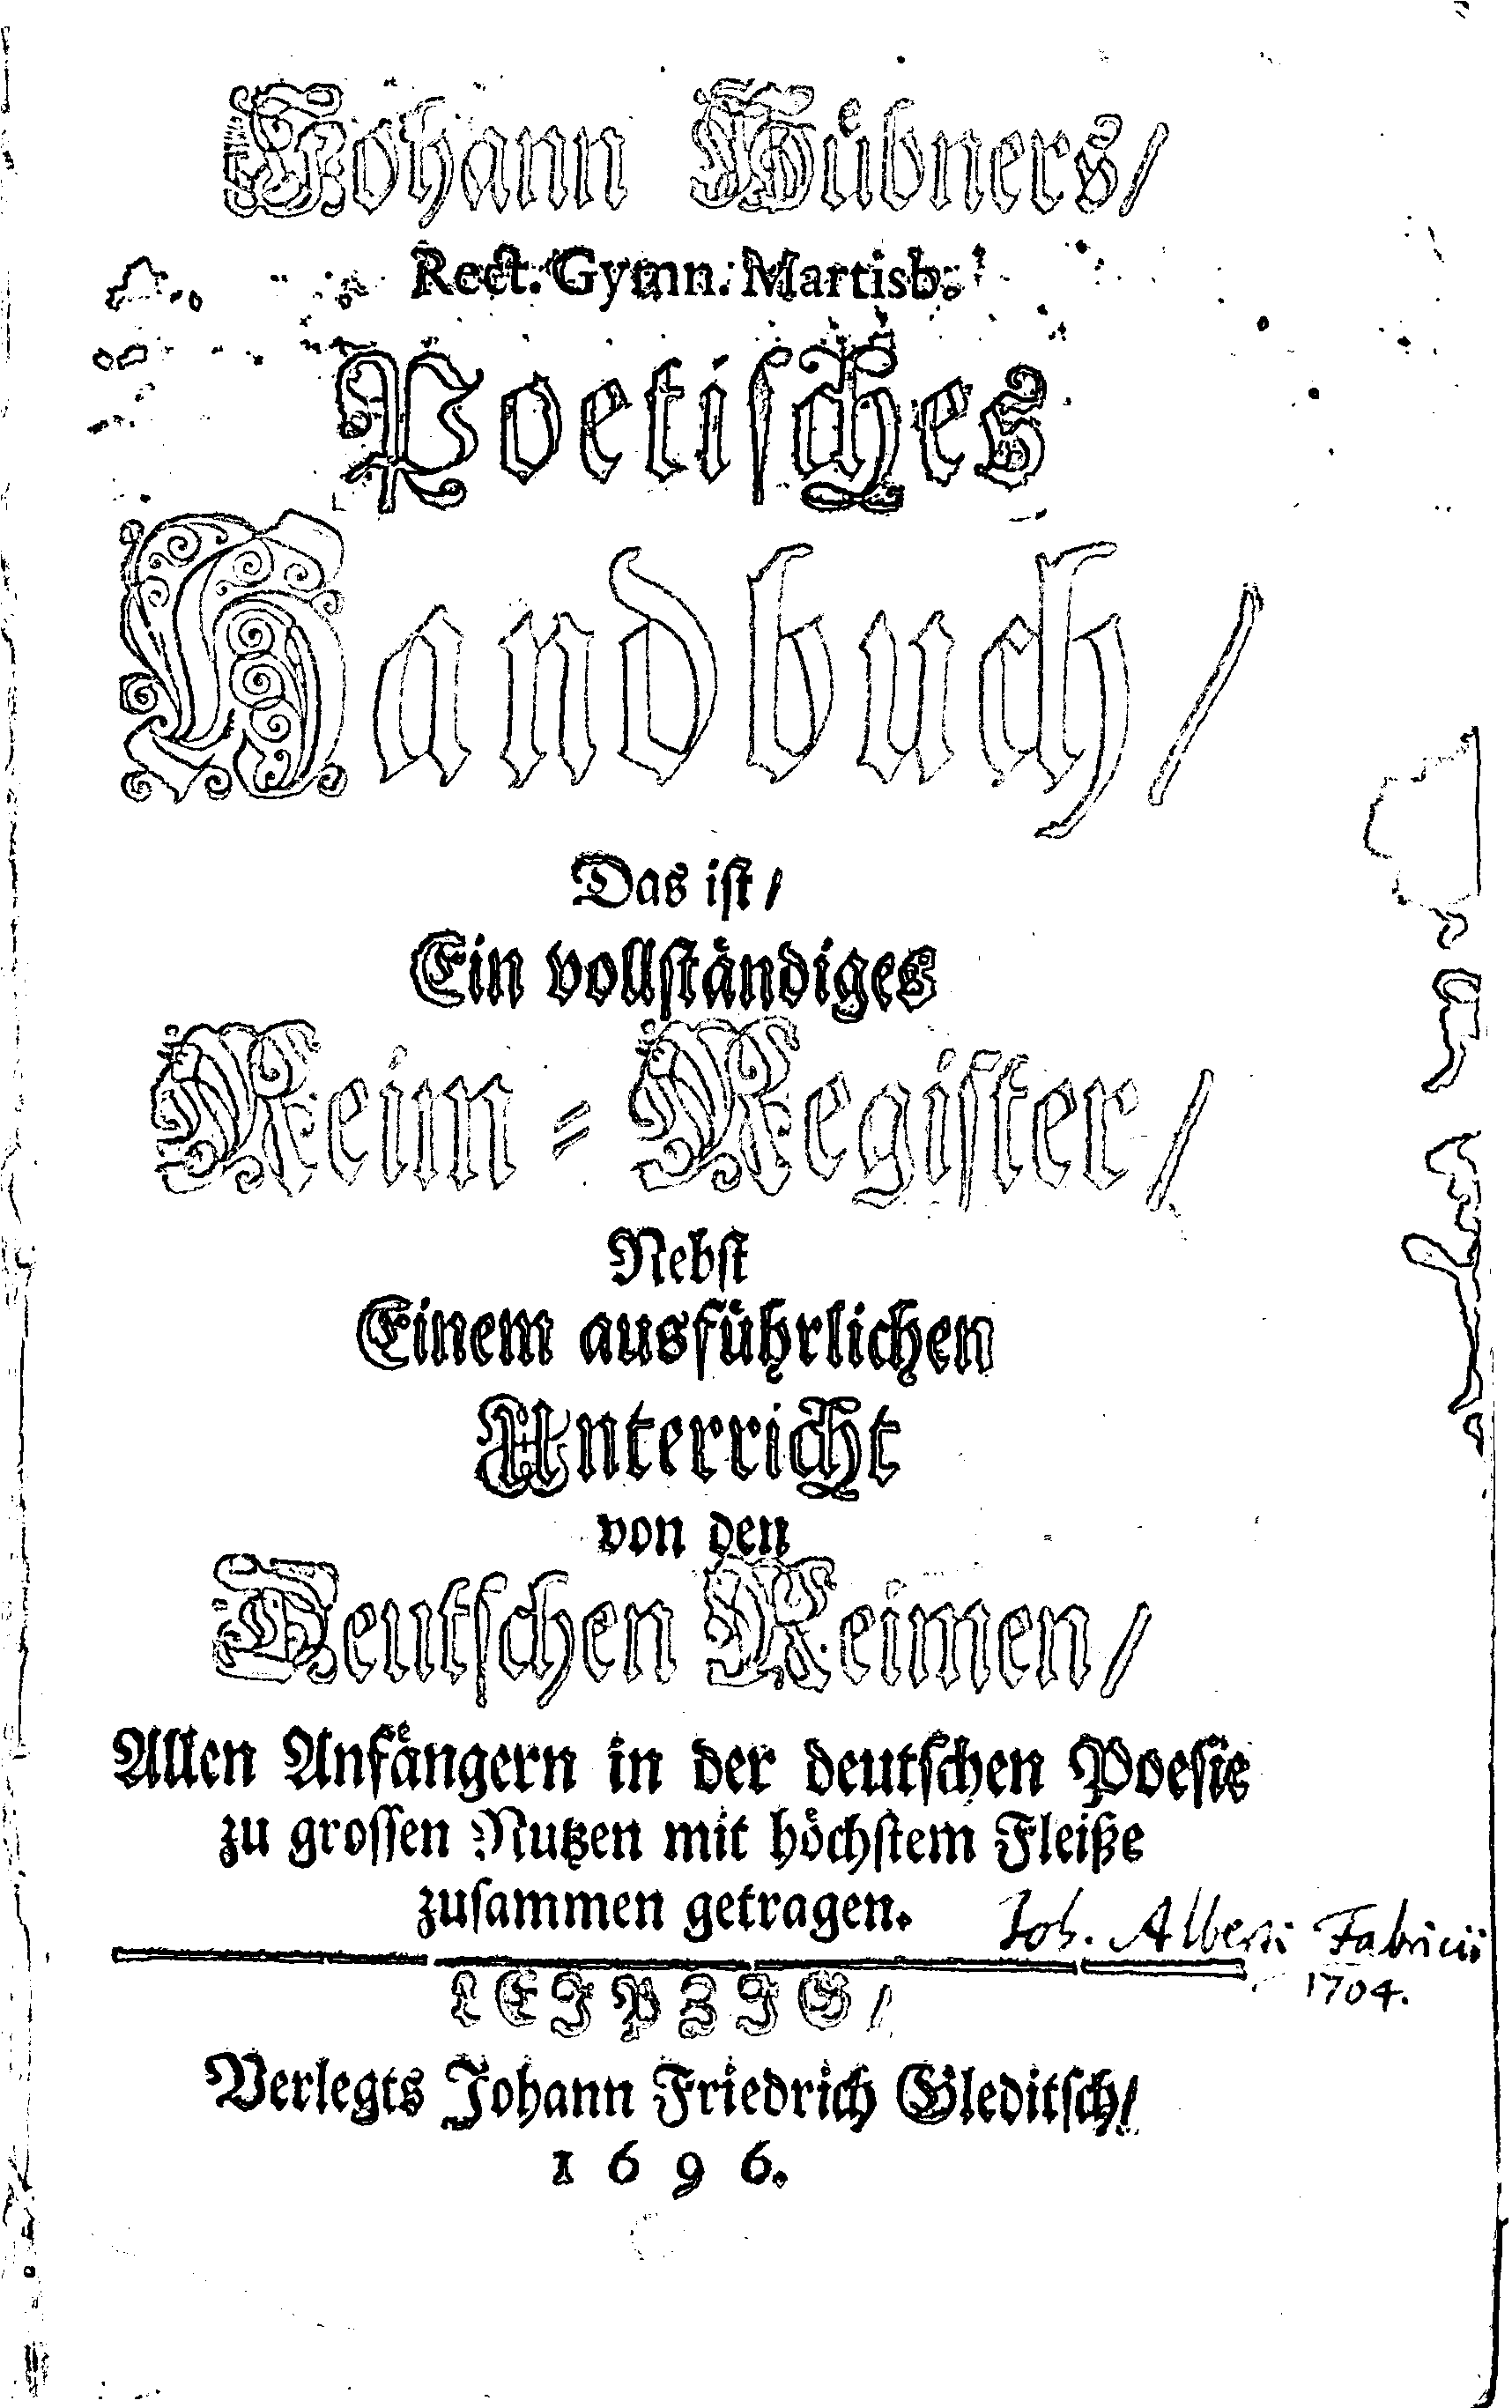 Johann Hübners/
Rect. Gymn. Martisb.
Poetisches
Handbuch/
Das ist/
Ein vollständiges
Reim-Register/
Nebst
Einem ausführlichen
Unterricht
von den
Deutschen Reimen/
Allen Anfängern in der deutschen Poesie
zu grossen Nutzen mit höchstem Fleiße
zusammen getragen.
Joh. Alberti Fabricii
1704.
LEJPZJG/
Verlegts Johann Friedrich Gleditsch/
1696.